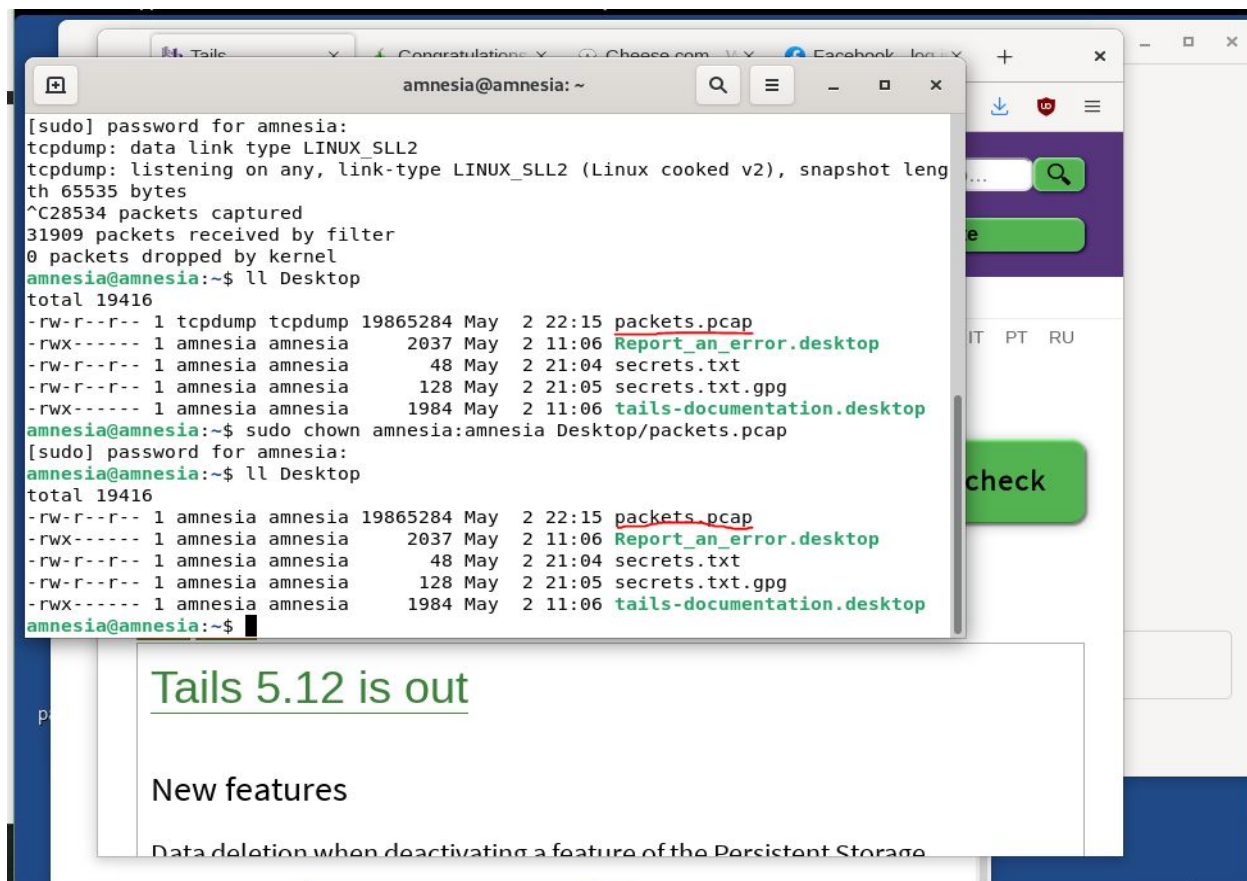 Tails Congratulations Cheese.com Facebook
amnesia@amnesia: ~
[sudo] password for amnesia:
tcpdump: data link type LINUX_SLL2
tcpdump: listening on any, link-type LINUX_SLL2 (Linux cooked v2), snapshot leng
th 65535 bytes
^C28534 packets captured
31909 packets received by filter
0 packets dropped by kernel
amnesia@amnesia:~$ ll Desktop
total 19416
-rw-r--r-- 1 tcpdump tcpdump 19865284 May  2 22:15 packets.pcap
-rwx------ 1 amnesia amnesia     2037 May  2 11:06 Report_an_error.desktop
-rw-r--r-- 1 amnesia amnesia       48 May  2 21:04 secrets.txt
-rw-r--r-- 1 amnesia amnesia      128 May  2 21:05 secrets.txt.gpg
-rwx------ 1 amnesia amnesia     1984 May  2 11:06 tails-documentation.desktop
amnesia@amnesia:~$ sudo chown amnesia:amnesia Desktop/packets.pcap
[sudo] password for amnesia:
amnesia@amnesia:~$ ll Desktop
total 19416
-rw-r--r-- 1 amnesia amnesia 19865284 May  2 22:15 packets.pcap
-rwx------ 1 amnesia amnesia     2037 May  2 11:06 Report_an_error.desktop
-rw-r--r-- 1 amnesia amnesia       48 May  2 21:04 secrets.txt
-rw-r--r-- 1 amnesia amnesia      128 May  2 21:05 secrets.txt.gpg
-rwx------ 1 amnesia amnesia     1984 May  2 11:06 tails-documentation.desktop
amnesia@amnesia:~$
IT PT RU
check
Tails 5.12 is out
New features
Data deletion when deactivating a feature of the Persistent Storage